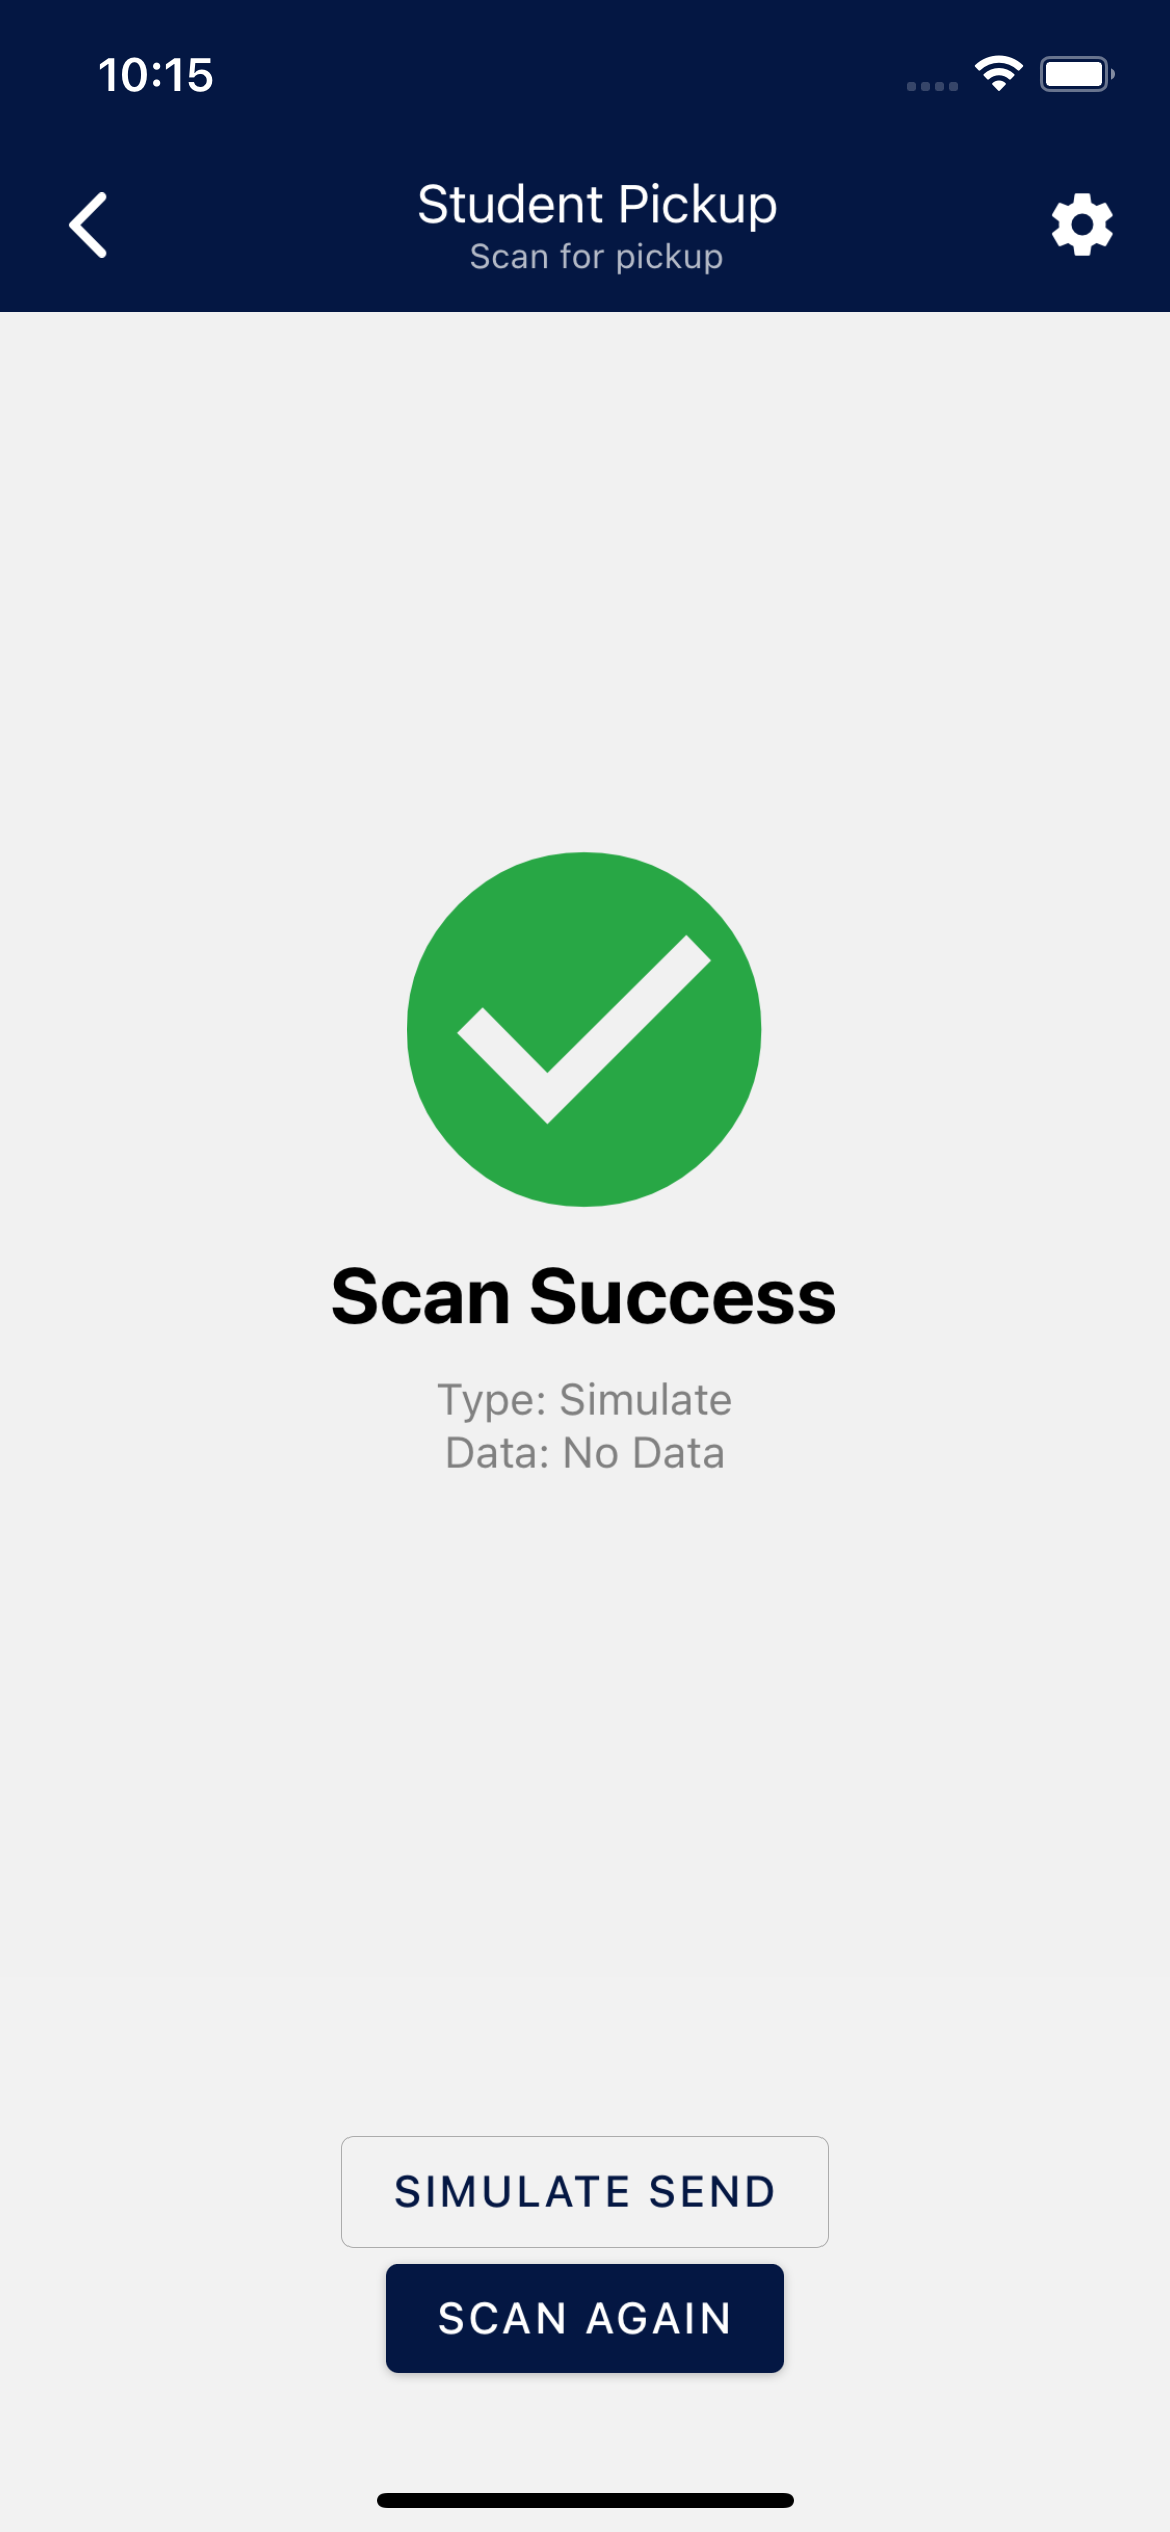 10:15
Student Pickup
Scan for pickup
Scan Success
Type: Simulate
Data: No Data
SIMULATE SEND
SCAN AGAIN